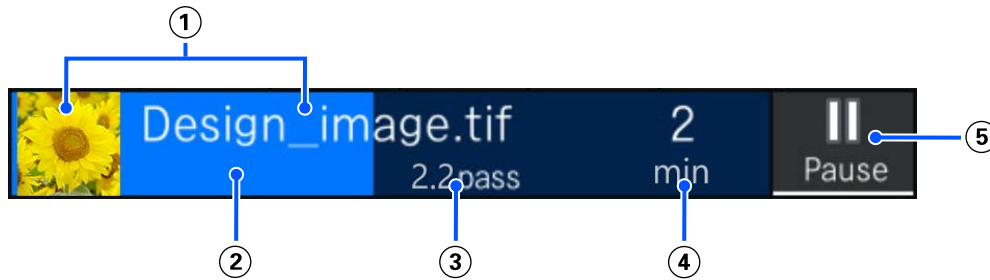 ①
Design_image.tif
2
2.2pass
min
Pause
②
③
④
⑤